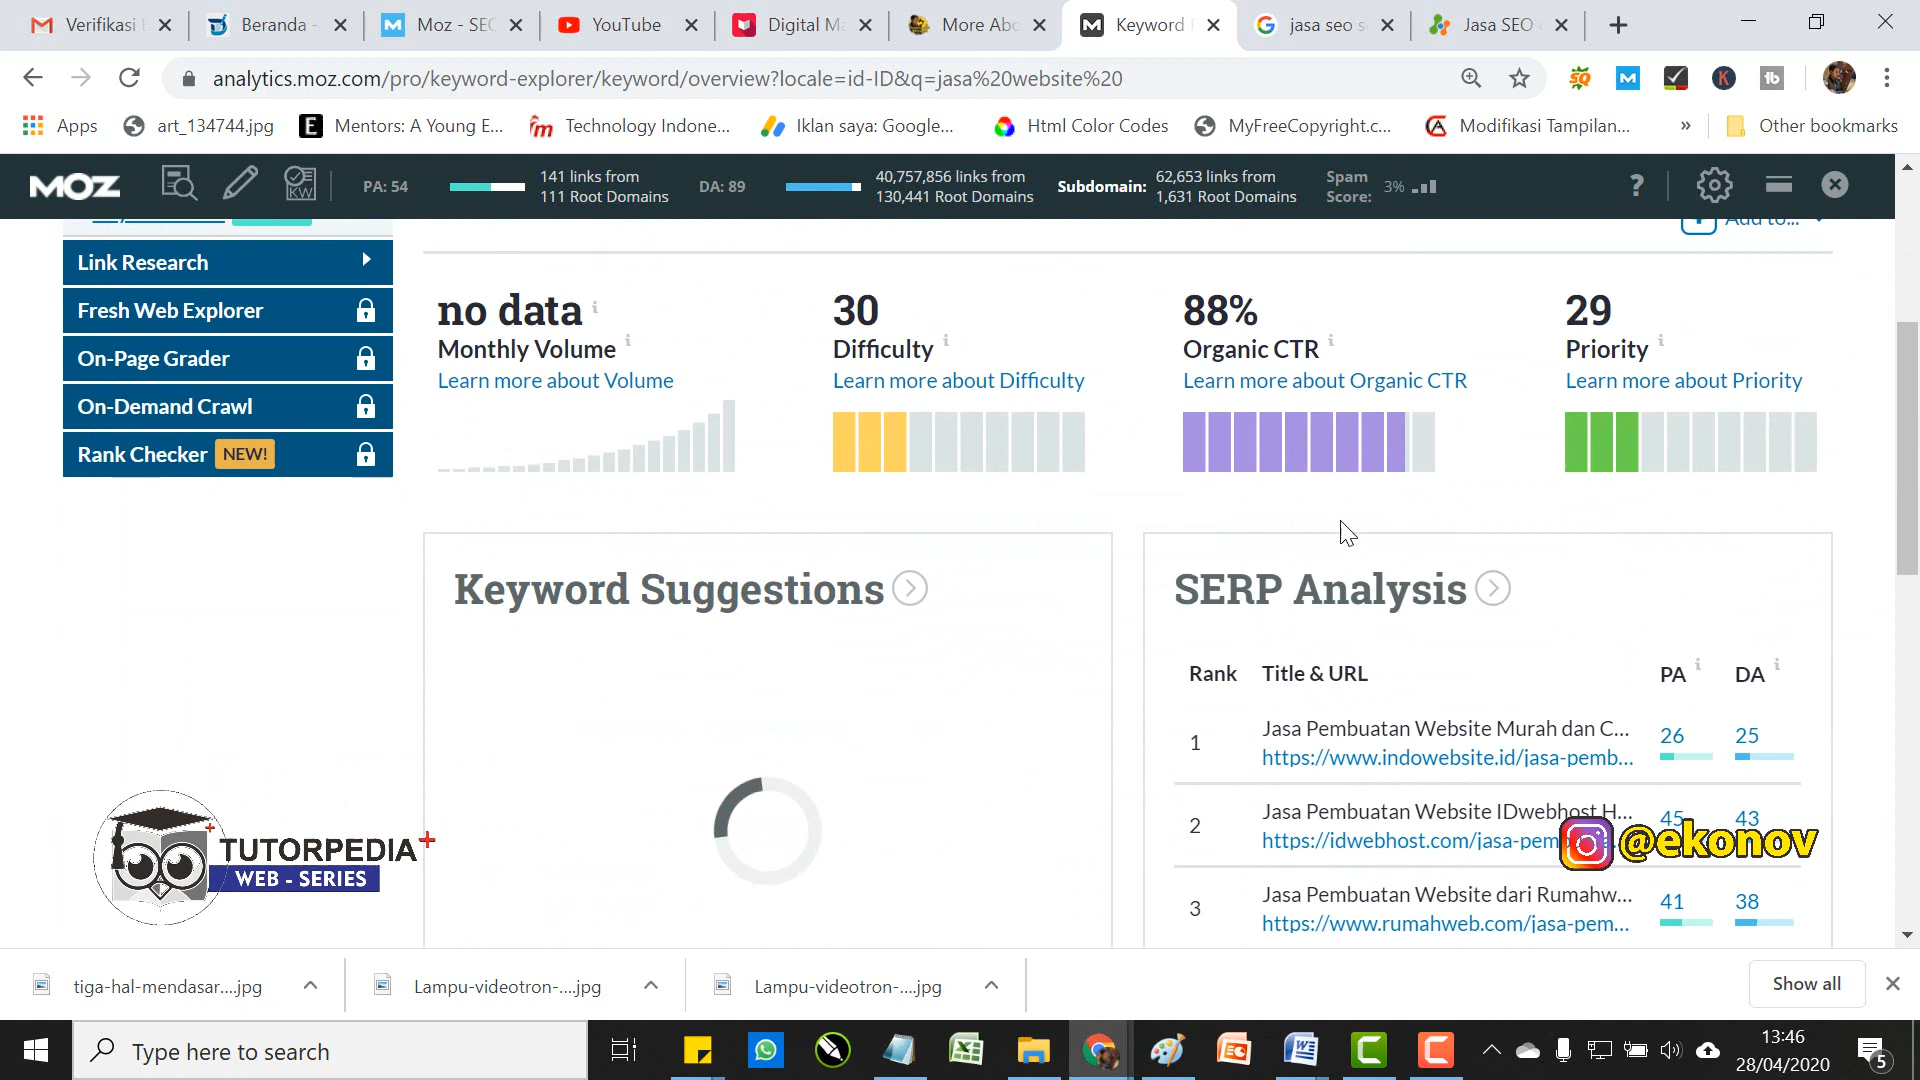 Verifikasi
Beranda -
Moz - SEO
YouTube
Digital Ma
More Abo
Keyword
jasa seo s
Jasa SEO
analytics.moz.com/pro/keyword-explorer/keyword/overview?locale=id-ID&q=jasa%20website%20
Apps
art_134744.jpg
Mentors: A Young E...
Technology Indone...
Iklan saya: Google...
Html Color Codes
MyFreeCopyright.c...
Modifikasi Tampilan...
»
Other bookmarks
MOZ
KW
PA: 54
141 links from
111 Root Domains
DA: 89
40,757,856 links from
130,441 Root Domains
Subdomain:
62,653 links from
1,631 Root Domains
Spam
Score:
3%
?
Add to...
Link Research
Fresh Web Explorer
On-Page Grader
On-Demand Crawl
Rank Checker NEW!
no data
Monthly Volume
Learn more about Volume
30
Difficulty
Learn more about Difficulty
88%
Organic CTR
Learn more about Organic CTR
29
Priority
Learn more about Priority
Keyword Suggestions
SERP Analysis
Rank Title & URL PA DA
1 Jasa Pembuatan Website Murah dan C... 26 25
https://www.indowebsite.id/jasa-pemb...
2 Jasa Pembuatan Website IDwebhost H... 45 43
https://idwebhost.com/jasa-pem
3 Jasa Pembuatan Website dari Rumahw... 41 38
https://www.rumahweb.com/jasa-pem...
TUTORPEDIA+
WEB - SERIES
@ekonov
tiga-hal-mendasar....jpg
Lampu-videotron-....jpg
Lampu-videotron-....jpg
Show all
Type here to search
13:46
28/04/2020
5